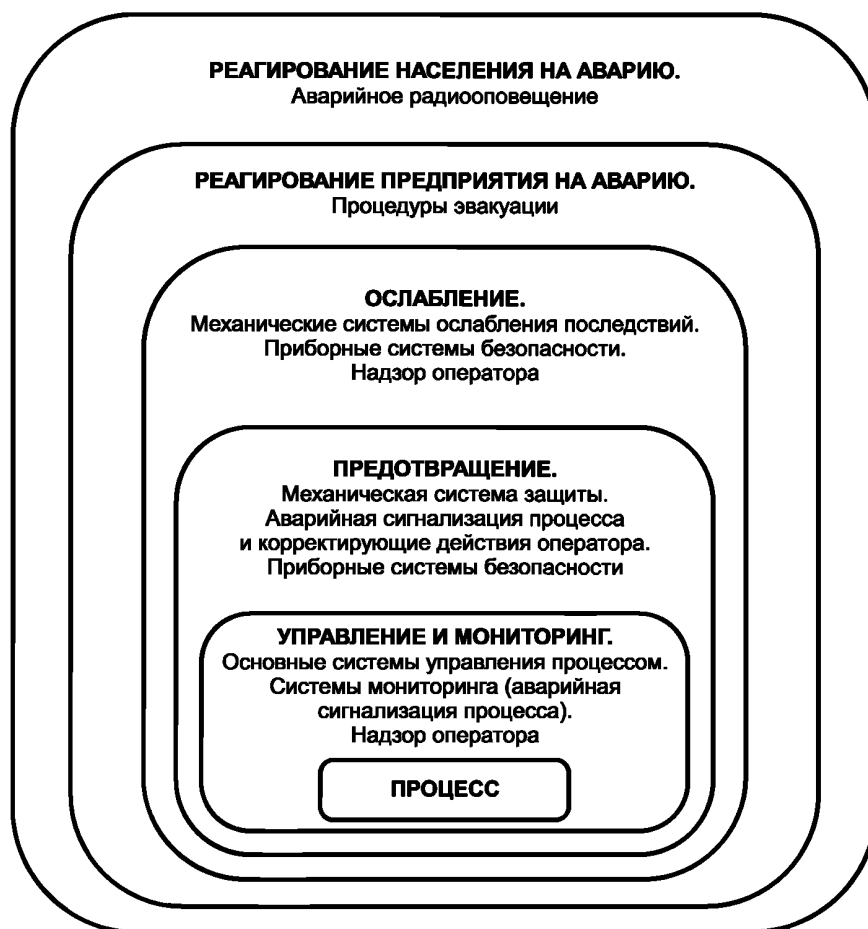 РЕАГИРОВАНИЕ НАСЕЛЕНИЯ НА АВАРИЮ.
Аварийное радиооповещение
РЕАГИРОВАНИЕ ПРЕДПРИЯТИЯ НА АВАРИЮ.
Процедуры эвакуации
ОСЛАБЛЕНИЕ.
Механические системы ослабления последствий.
Приборные системы безопасности.
Надзор оператора
ПРЕДОТВРАЩЕНИЕ.
Механическая система защиты.
Аварийная сигнализация процесса
и корректирующие действия оператора.
Приборные системы безопасности
УПРАВЛЕНИЕ И МОНИТОРИНГ.
Основные системы управления процессом.
Системы мониторинга (аварийная
сигнализация процесса).
Надзор оператора
ПРОЦЕСС